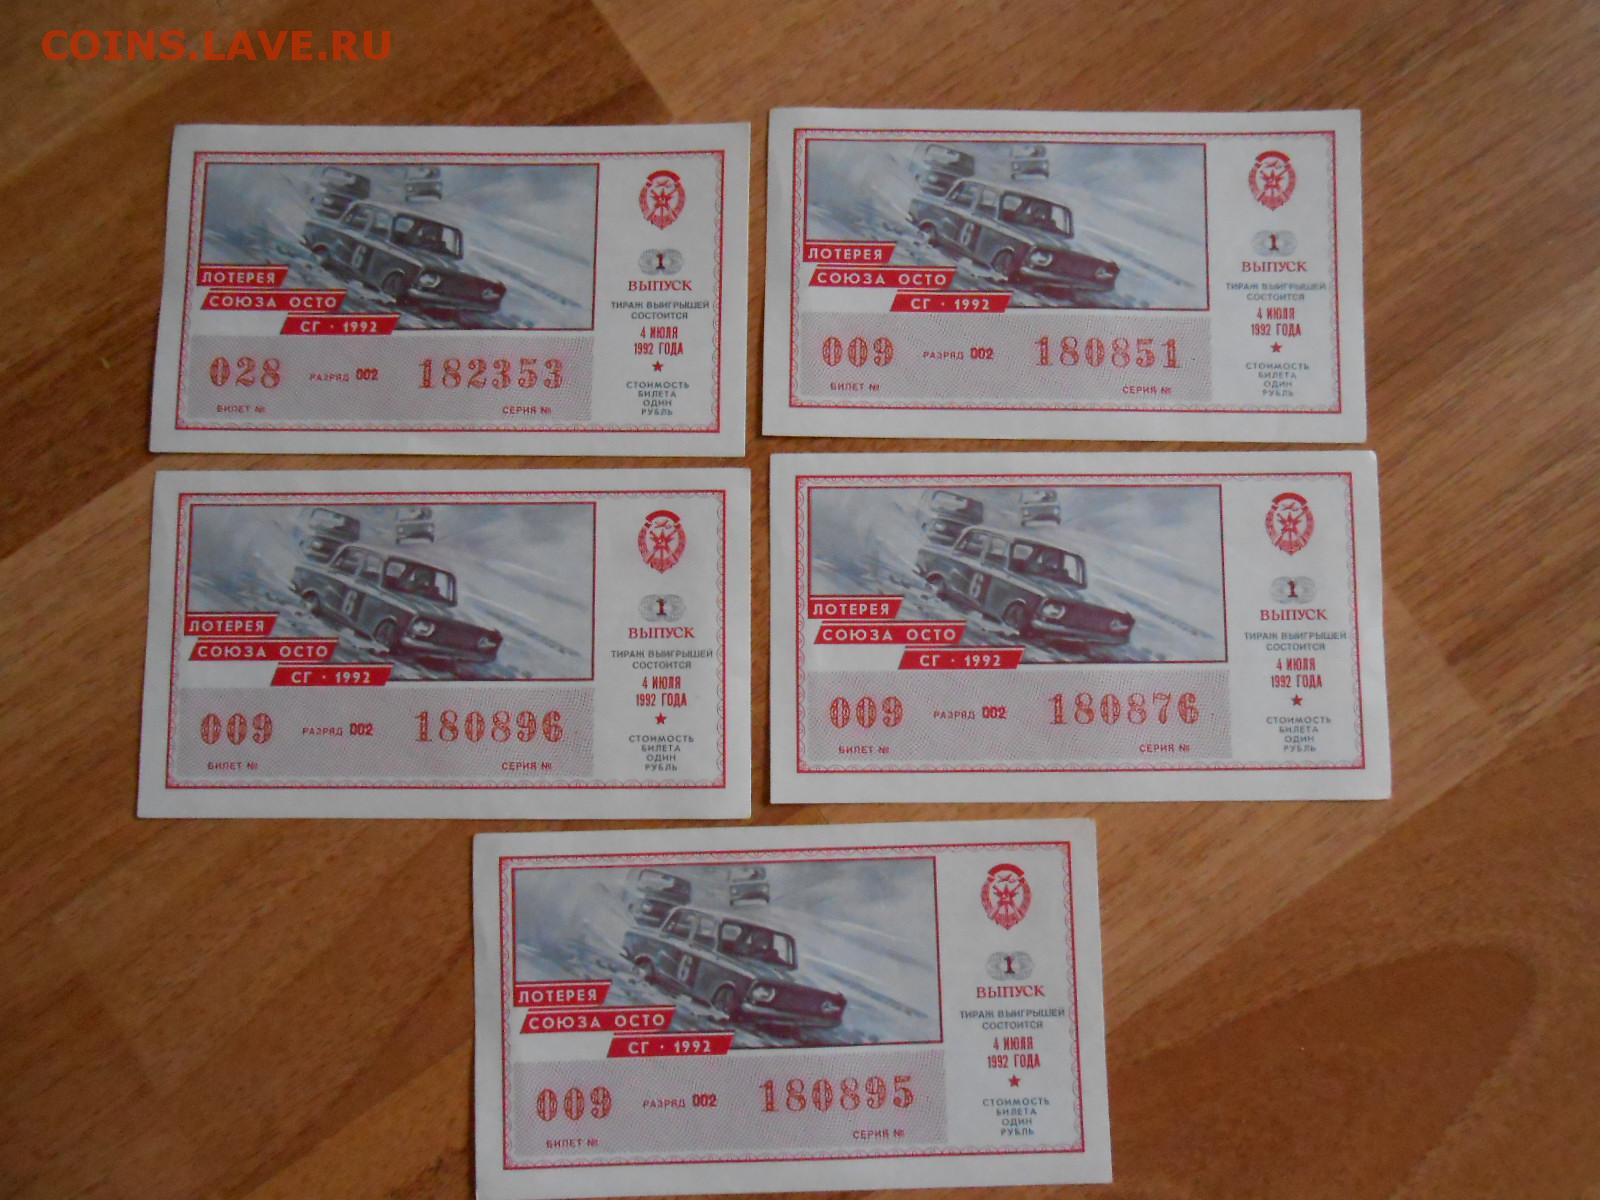 COINS.LAVE.RU
ЛОТЕРЕЯ
СОЮЗА ОСТО
СГ · 1992
028 РАЗРЯД 002 182353
БИЛЕТ № СЕРИЯ №
1
ВЫПУСК
ТИРАЖ ВЫИГРЫШЕЙ
СОСТОИТСЯ
4 ИЮЛЯ
1992 ГОДА
СТОИМОСТЬ
БИЛЕТА
ОДИН
РУБЛЬ
6
ЛОТЕРЕЯ
СОЮЗА ОСТО
СГ · 1992
009 РАЗРЯД 002 180851
БИЛЕТ № СЕРИЯ №
1
ВЫПУСК
ТИРАЖ ВЫИГРЫШЕЙ
СОСТОИТСЯ
4 ИЮЛЯ
1992 ГОДА
СТОИМОСТЬ
БИЛЕТА
ОДИН
РУБЛЬ
6
ЛОТЕРЕЯ
СОЮЗА ОСТО
СГ · 1992
009 РАЗРЯД 002 180896
БИЛЕТ № СЕРИЯ №
1
ВЫПУСК
ТИРАЖ ВЫИГРЫШЕЙ
СОСТОИТСЯ
4 ИЮЛЯ
1992 ГОДА
СТОИМОСТЬ
БИЛЕТА
ОДИН
РУБЛЬ
6
ЛОТЕРЕЯ
СОЮЗА ОСТО
СГ · 1992
009 РАЗРЯД 002 180876
БИЛЕТ № СЕРИЯ №
1
ВЫПУСК
ТИРАЖ ВЫИГРЫШЕЙ
СОСТОИТСЯ
4 ИЮЛЯ
1992 ГОДА
СТОИМОСТЬ
БИЛЕТА
ОДИН
РУБЛЬ
6
ЛОТЕРЕЯ
СОЮЗА ОСТО
СГ · 1992
009 РАЗРЯД 002 180895
БИЛЕТ № СЕРИЯ №
1
ВЫПУСК
ТИРАЖ ВЫИГРЫШЕЙ
СОСТОИТСЯ
4 ИЮЛЯ
1992 ГОДА
СТОИМОСТЬ
БИЛЕТА
ОДИН
РУБЛЬ
6